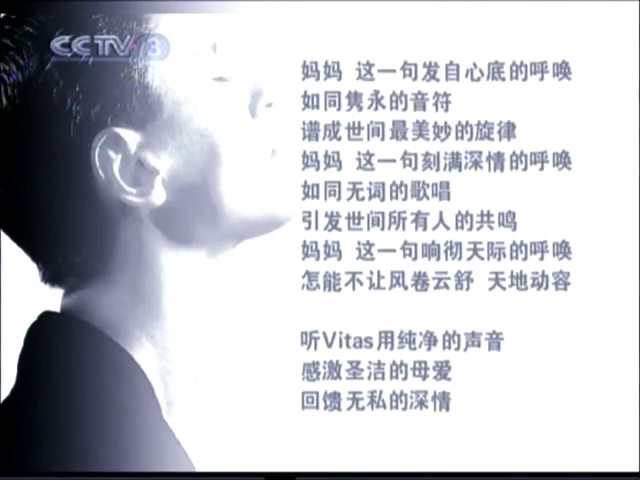 CCTV 3
妈妈 这一句发自心底的呼唤
如同隽永的音符
谱成世间最美妙的旋律
妈妈 这一句刻满深情的呼唤
如同无词的歌唱
引发世间所有人的共鸣
妈妈 这一句响彻天际的呼唤
怎能不让风卷云舒 天地动容
听Vitas用纯净的声音
感激圣洁的母爱
回馈无私的深情